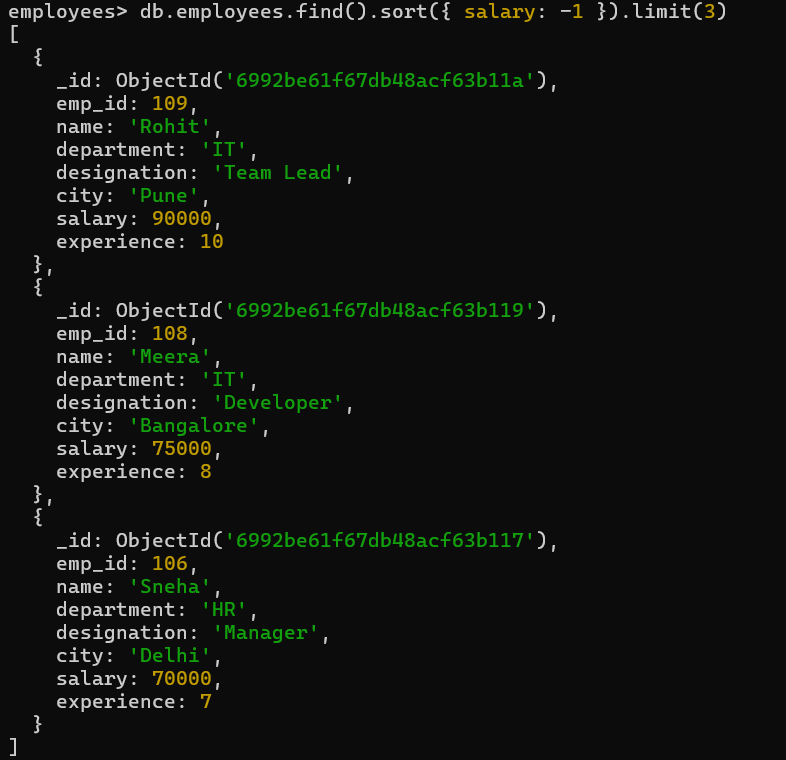 employees> db.employees.find().sort({ salary: -1 }).limit(3)
[
  {
    _id: ObjectId('6992be61f67db48acf63b11a'),
    emp_id: 109,
    name: 'Rohit',
    department: 'IT',
    designation: 'Team Lead',
    city: 'Pune',
    salary: 90000,
    experience: 10
  },
  {
    _id: ObjectId('6992be61f67db48acf63b119'),
    emp_id: 108,
    name: 'Meera',
    department: 'IT',
    designation: 'Developer',
    city: 'Bangalore',
    salary: 75000,
    experience: 8
  },
  {
    _id: ObjectId('6992be61f67db48acf63b117'),
    emp_id: 106,
    name: 'Sneha',
    department: 'HR',
    designation: 'Manager',
    city: 'Delhi',
    salary: 70000,
    experience: 7
  }
]